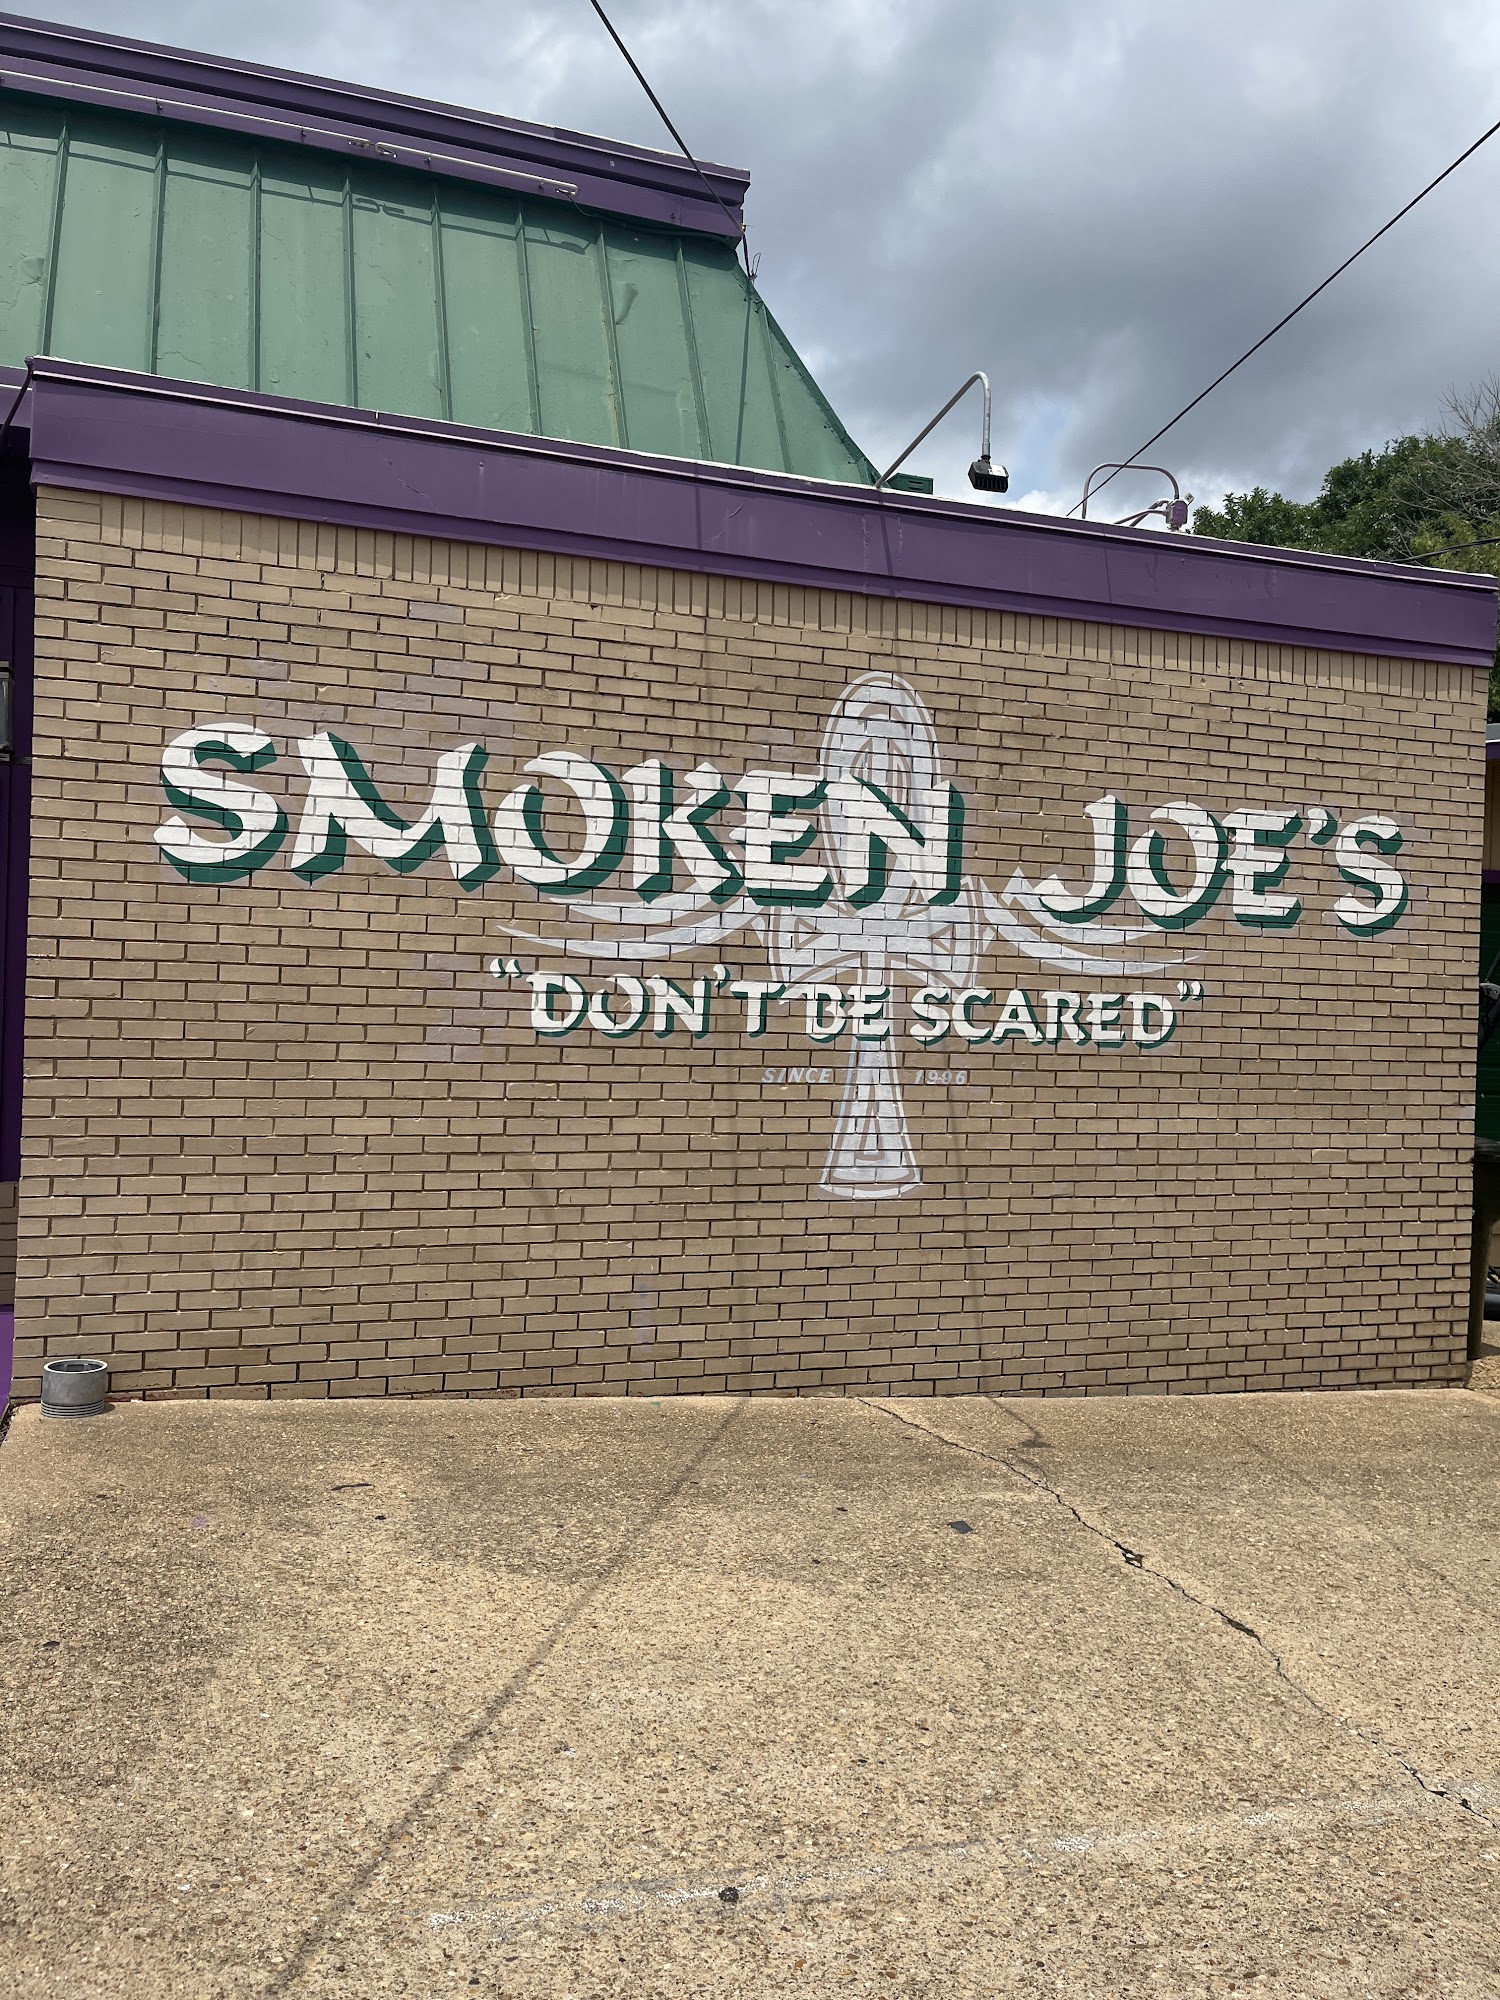 SMOKEN JOE'S
"DON'T BE SCARED"
SINCE 1996